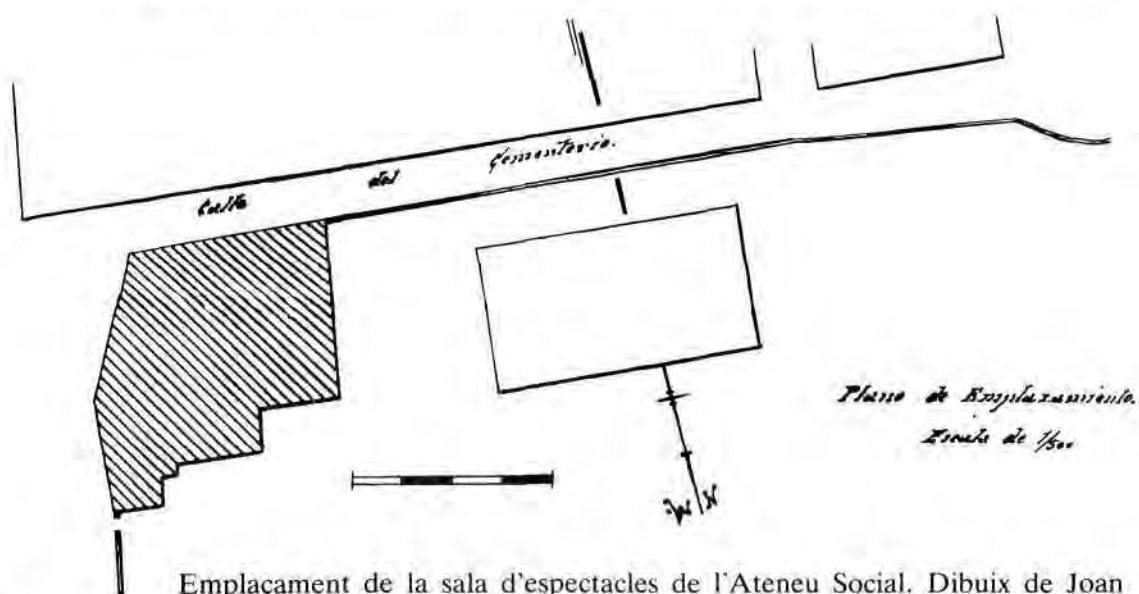 Calle del Cementerio.
Plano de Emplazamiento.
Escala de 1/500
Emplaçament de la sala d'espectacles de l'Ateneu Social. Dibuix de Joan